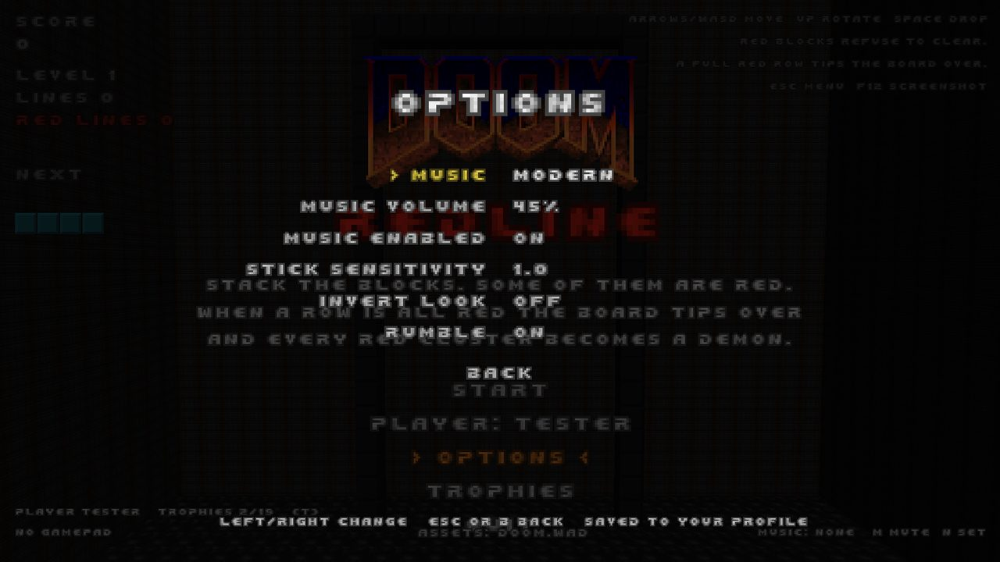 SCORE
0
LEVEL 1
LINES 0
RED LINES 0
NEXT
ARROWS/WASD MOVE UP ROTATE SPACE DROP
RED BLOCKS REFUSE TO CLEAR.
A FULL RED ROW TIPS THE BOARD OVER.
ESC MENU F12 SCREENSHOT
DOOM
OPTIONS
> MUSIC MODERN
MUSIC VOLUME 45%
REDLINE
MUSIC ENABLED ON
STICK SENSITIVITY 1.0
STACK THE BLOCKS. SOME OF THEM ARE RED.
INVERT LOOK OFF
WHEN A ROW IS ALL RED THE BOARD TIPS OVER
RUMBLE ON
AND EVERY RED CLUSTER BECOMES A DEMON.
BACK
START
PLAYER: TESTER
> OPTIONS <
TROPHIES
PLAYER TESTER TROPHIES 2/19 (T)
LEFT/RIGHT CHANGE ESC OR B BACK SAVED TO YOUR PROFILE
NO GAMEPAD
ASSETS: DOOM.WAD
MUSIC: NONE M MUTE N SET